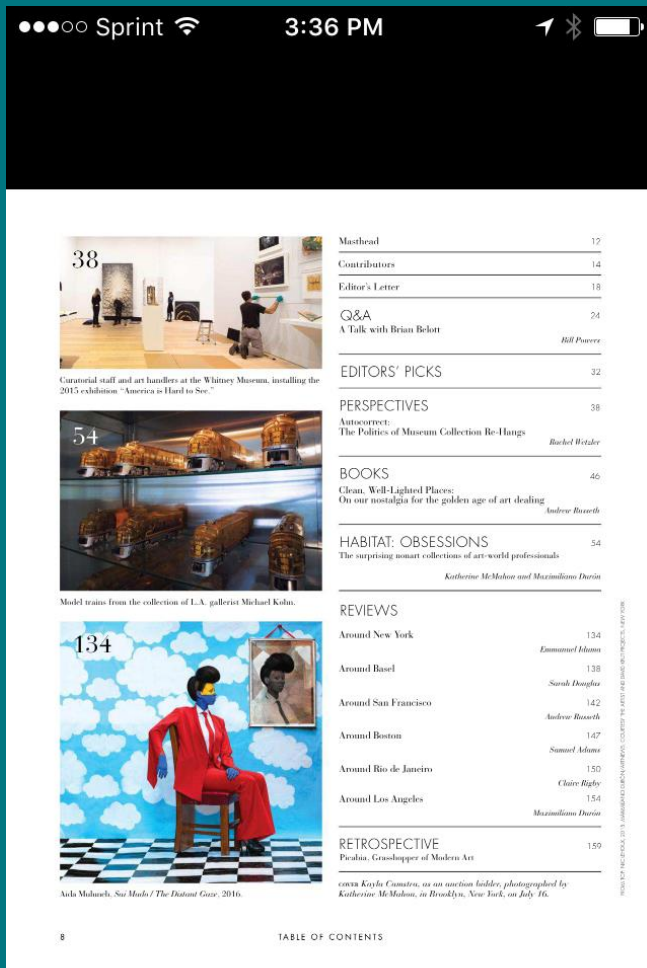 Sprint 3:36 PM
38
Curatorial staff and art handlers at the Whitney Museum, installing the
2015 exhibition “America is Hard to See.”
54
Model trains from the collection of L.A. gallerist Michael Kohn.
134
Aida Muluneh, Sai Mado / The Distant Gaze, 2016.
Masthead 12
Contributors 14
Editor's Letter 18
Q&A 24
A Talk with Brian Belott
Bill Powers
EDITORS' PICKS 32
PERSPECTIVES 38
Autocorrect:
The Politics of Museum Collection Re-Hangs
Rachel Wetzler
BOOKS 46
Clean, Well-Lighted Places:
On our nostalgia for the golden age of art dealing
Andrew Russeth
HABITAT: OBSESSIONS 54
The surprising nonart collections of art-world professionals
Katherine McMahon and Maximilíano Durón
REVIEWS
Around New York 134
Emmanuel Iduma
Around Basel 138
Sarah Douglas
Around San Francisco 142
Andrew Russeth
Around Boston 147
Samuel Adams
Around Rio de Janeiro 150
Claire Rigby
Around Los Angeles 154
Maximilíano Durón
RETROSPECTIVE 159
Picabia, Grasshopper of Modern Art
COVER Kayla Camstra, as an auction bidder, photographed by
Katherine McMahon, in Brooklyn, New York, on July 16.
8 TABLE OF CONTENTS